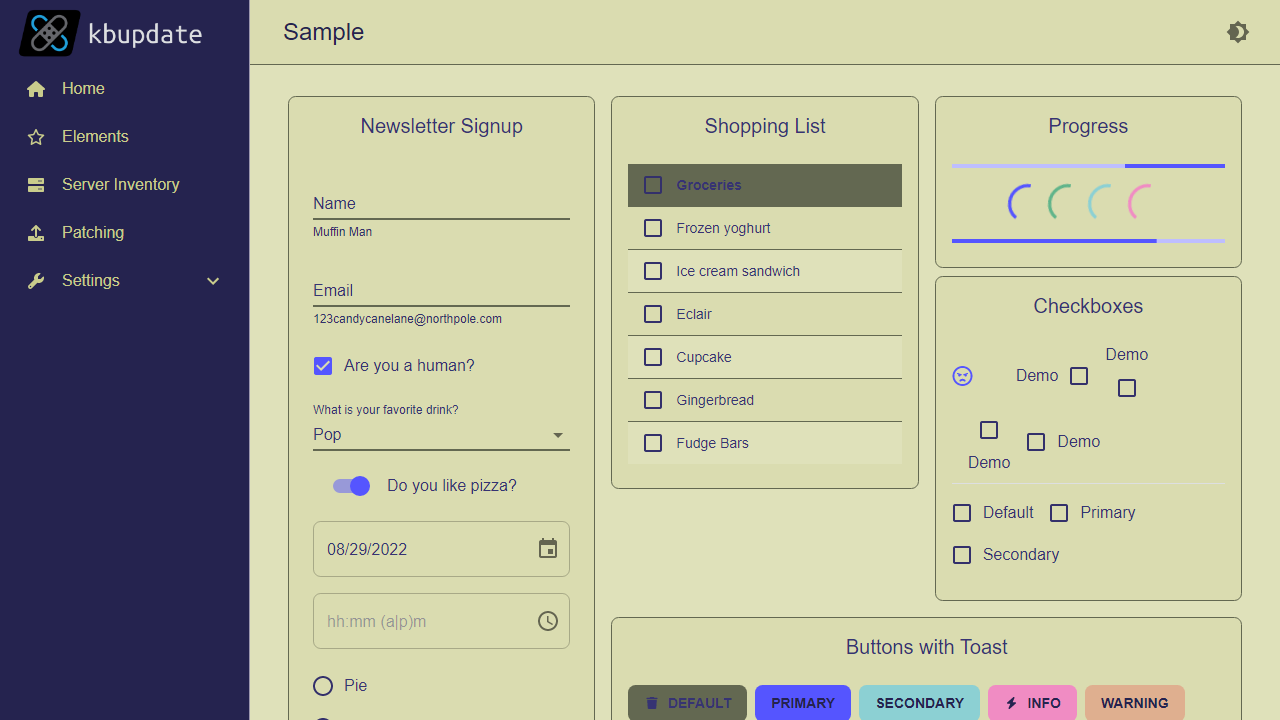 kbupdate
Home
Elements
Server Inventory
Patching
Settings
Sample
Newsletter Signup
Name
Muffin Man
Email
123candycanelane@northpole.com
Are you a human?
What is your favorite drink?
Pop
Do you like pizza?
08/29/2022
hh:mm (a|p)m
Pie
Shopping List
Groceries
Frozen yoghurt
Ice cream sandwich
Eclair
Cupcake
Gingerbread
Fudge Bars
Progress
Checkboxes
Demo
Demo
Demo
Demo
Default Primary
Secondary
Buttons with Toast
DEFAULT PRIMARY SECONDARY INFO WARNING